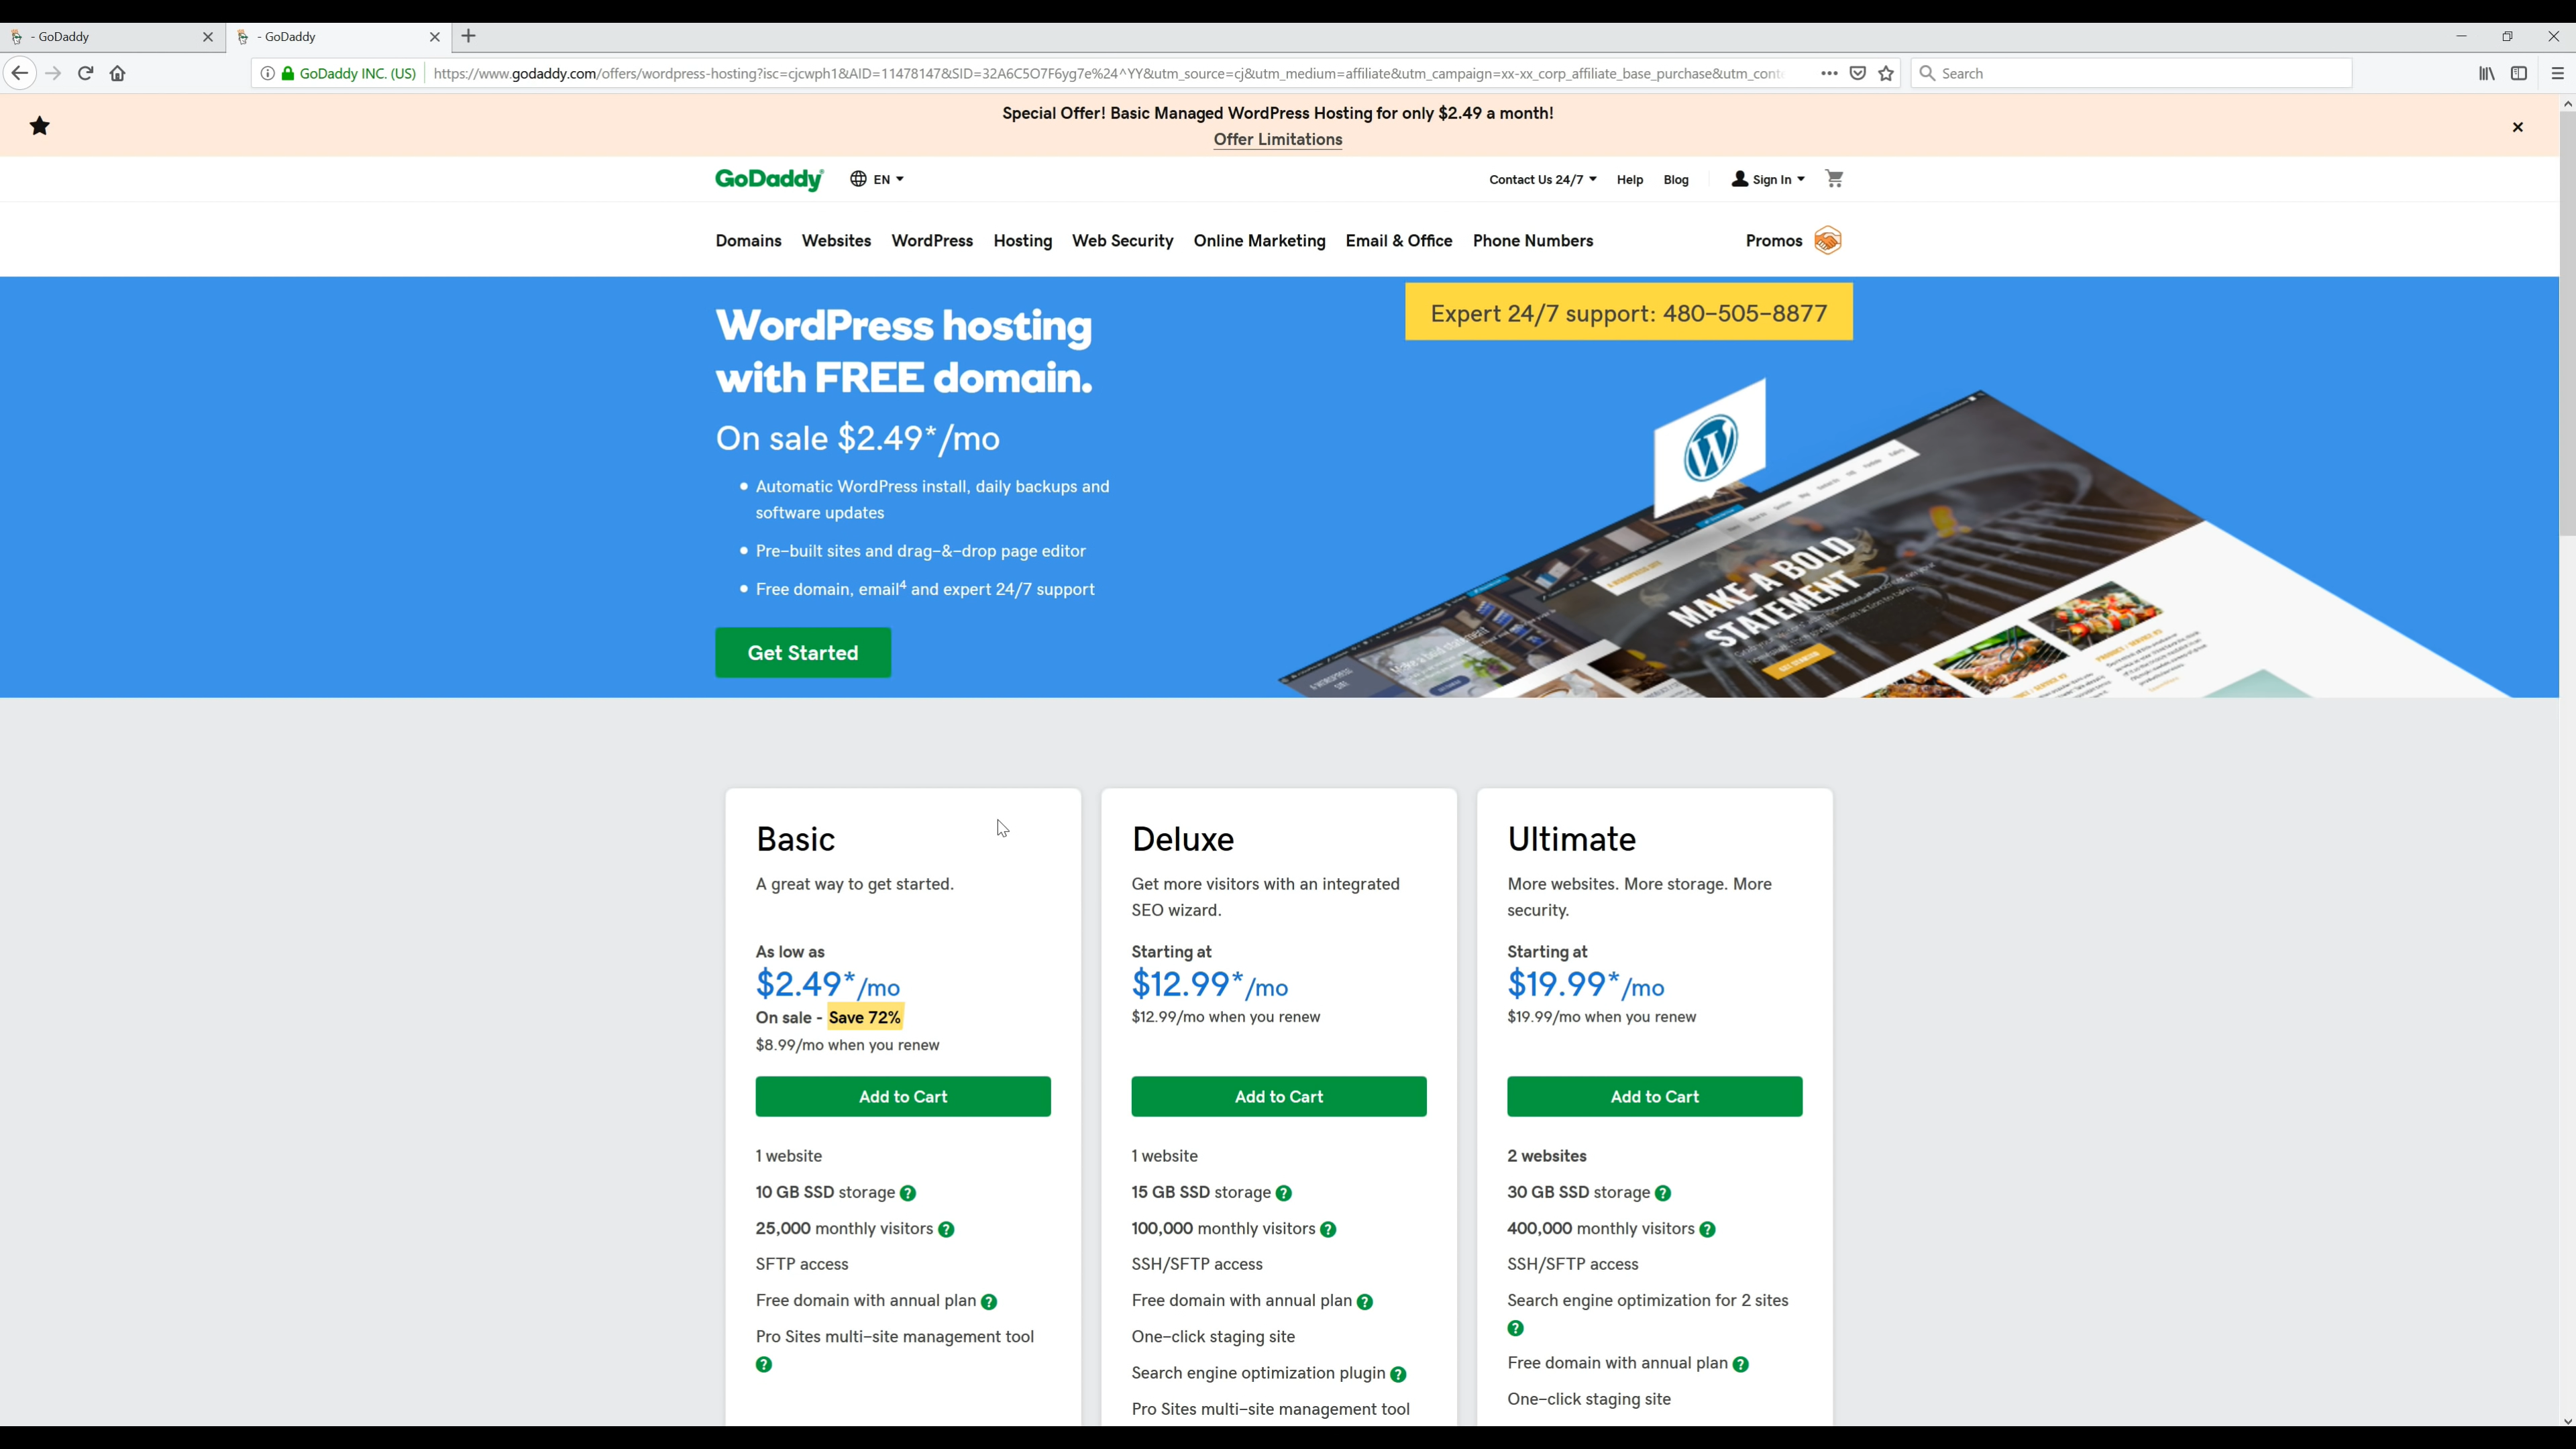 - GoDaddy
- GoDaddy
GoDaddy INC. (US)
https://www.godaddy.com/offers/wordpress-hosting?isc=cjcwph1&AID=11478147&SID=32A6C5O7F6yg7e%24^YY&utm_source=cj&utm_medium=affiliate&utm_campaign=xx-xx_corp_affiliate_base_purchase&utm_cont
Search
Special Offer! Basic Managed WordPress Hosting for only $2.49 a month!
Offer Limitations
GoDaddy
EN
Contact Us 24/7
Help
Blog
Sign In
Domains
Websites
WordPress
Hosting
Web Security
Online Marketing
Email & Office
Phone Numbers
Promos
WordPress hosting
with FREE domain.
Expert 24/7 support: 480-505-8877
On sale $2.49*/mo
Automatic WordPress install, daily backups and
software updates
Pre-built sites and drag-&-drop page editor
Free domain, email4 and expert 24/7 support
Get Started
W
MAKE A BOLD
STATEMENT
GET STARTED
Basic
A great way to get started.
As low as
$2.49*/mo
On sale - Save 72%
$8.99/mo when you renew
Add to Cart
1 website
10 GB SSD storage ?
25,000 monthly visitors ?
SFTP access
Free domain with annual plan ?
Pro Sites multi-site management tool
?
Deluxe
Get more visitors with an integrated
SEO wizard.
Starting at
$12.99*/mo
$12.99/mo when you renew
Add to Cart
1 website
15 GB SSD storage ?
100,000 monthly visitors ?
SSH/SFTP access
Free domain with annual plan ?
One-click staging site
Search engine optimization plugin ?
Pro Sites multi-site management tool
Ultimate
More websites. More storage. More
security.
Starting at
$19.99*/mo
$19.99/mo when you renew
Add to Cart
2 websites
30 GB SSD storage ?
400,000 monthly visitors ?
SSH/SFTP access
Search engine optimization for 2 sites
?
Free domain with annual plan ?
One-click staging site